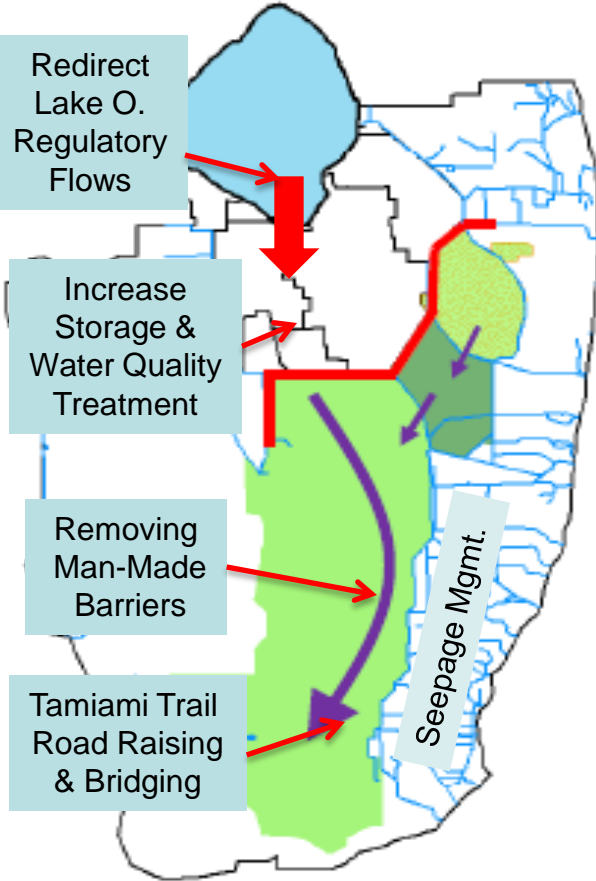 Redirect
Lake O.
Regulatory
Flows
Increase
Storage &
Water Quality
Treatment
Removing
Man-Made
Barriers
Seepage Mgmt.
Tamiami Trail
Road Raising
& Bridging